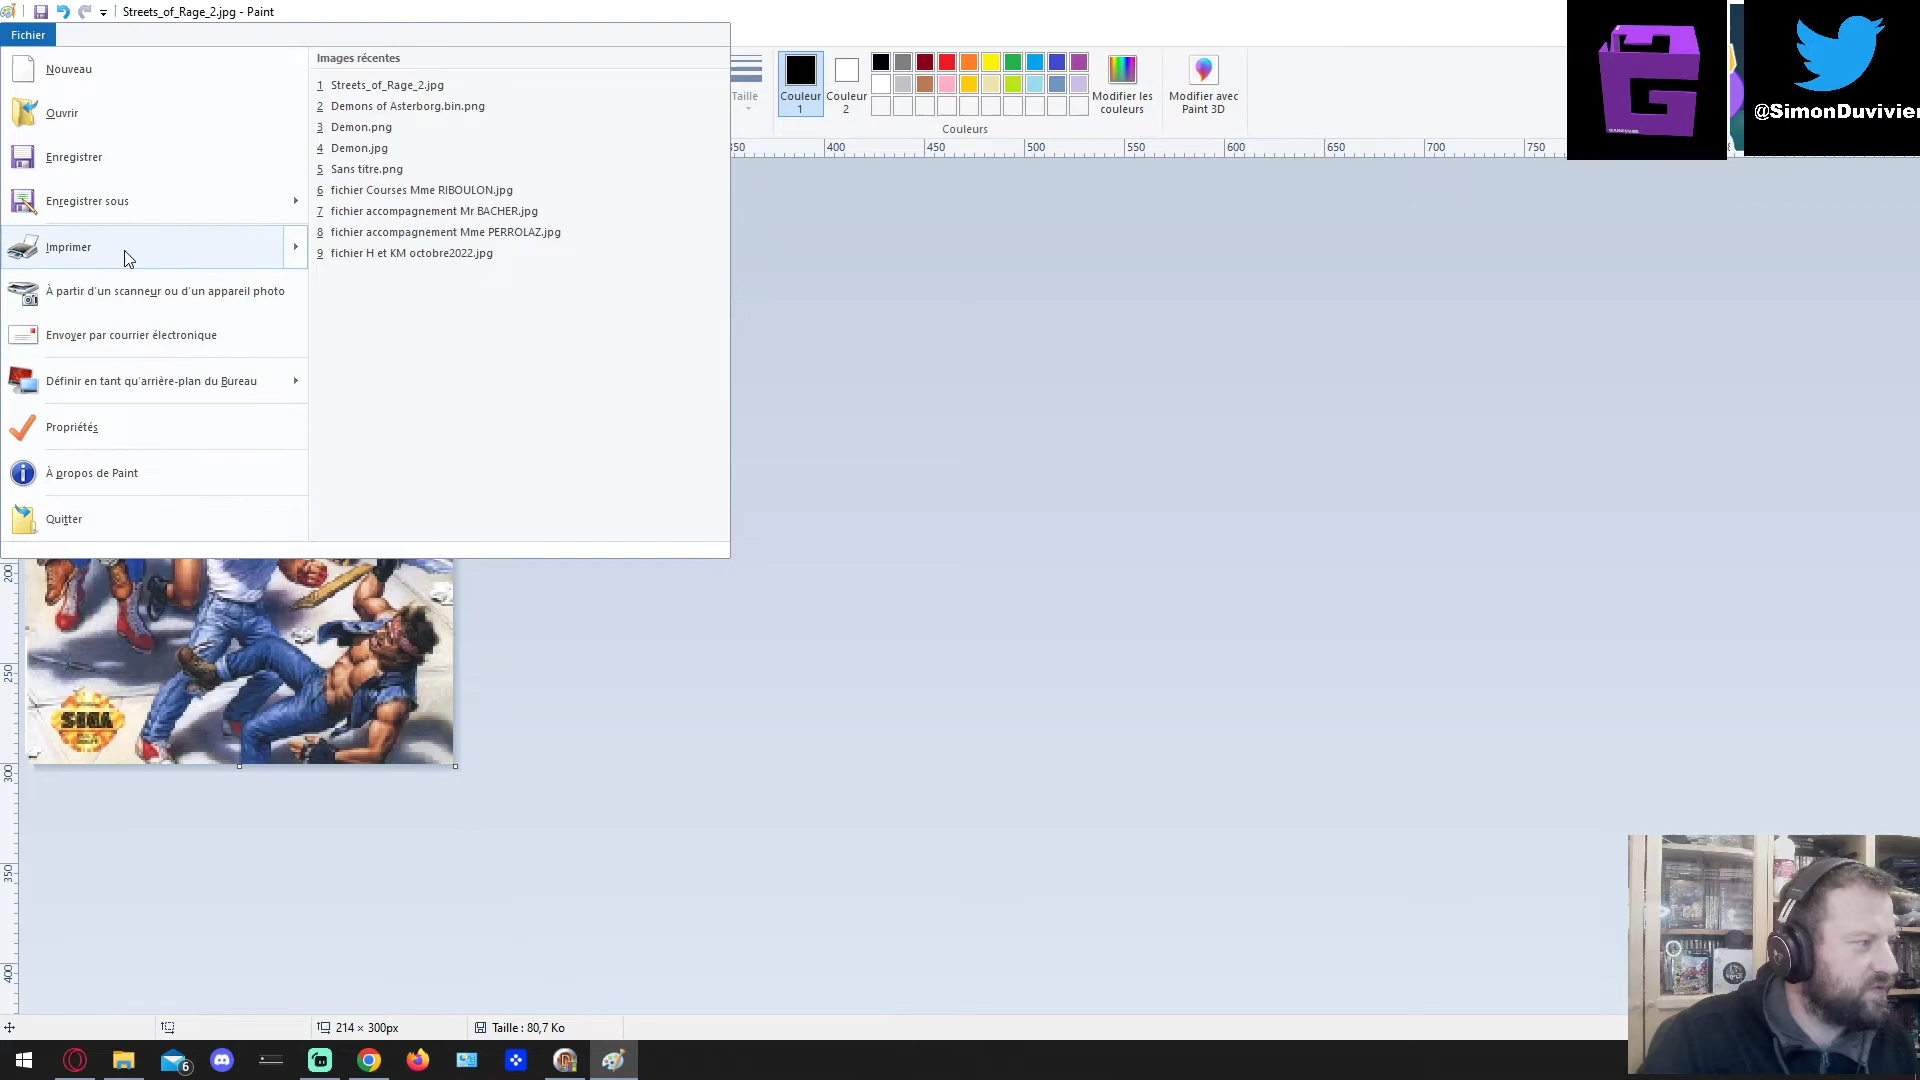 Streets_of_Rage_2.jpg - Paint
Fichier
Nouveau
Ouvrir
Enregistrer
Enregistrer sous
Imprimer
À partir d'un scanneur ou d'un appareil photo
Envoyer par courrier électronique
Définir en tant qu'arrière-plan du Bureau
Propriétés
À propos de Paint
Quitter
Images récentes
1 Streets_of_Rage_2.jpg
2 Demons of Asterborg.bin.png
3 Demon.png
4 Demon.jpg
5 Sans titre.png
6 fichier Courses Mme RIBOULON.jpg
7 fichier accompagnement Mr BACHER.jpg
8 fichier accompagnement Mme PERROLAZ.jpg
9 fichier H et KM octobre2022.jpg
Taille
Couleur 1
Couleur 2
Modifier les couleurs
Modifier avec Paint 3D
Couleurs
@SimonDuvivier
350 400 450 500 550 600 650 700 750
200
250
300
350
400
SEGA
214 × 300px
Taille : 80,7 Ko
6